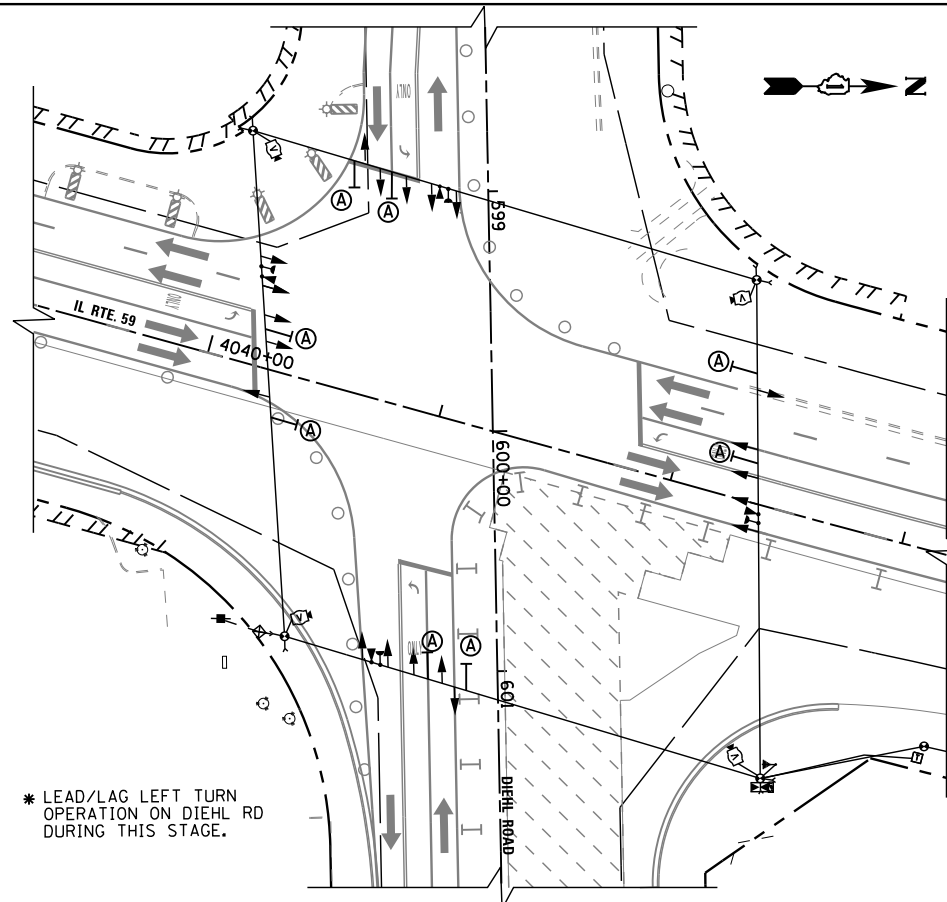 ONLY
N
599
A
A
V
V
ONLY
IL RTE. 59
4040+00
A
A
A
A
600+00
V
ONLY
A
A
601
DIEHL ROAD
V
T
* LEAD/LAG LEFT TURN
OPERATION ON DIEHL RD
DURING THIS STAGE.